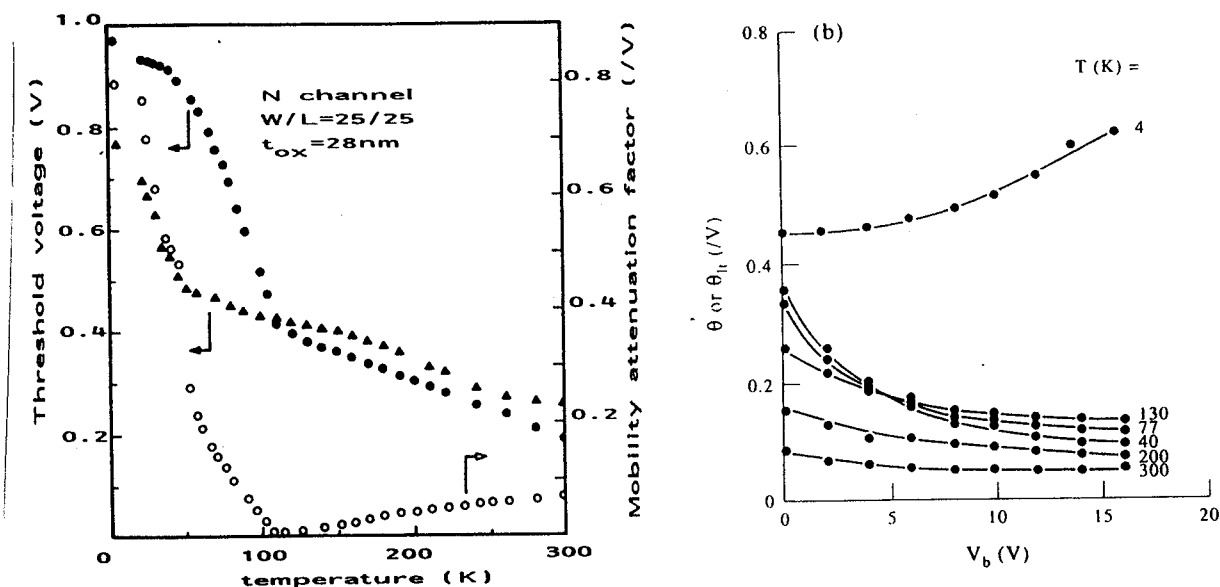 Threshold voltage (V)
1.0
0.8
0.6
0.4
0.2
N channel
W/L=25/25
tox=28nm
0
100
200
300
temperature (K)
0.8
0.6
0.4
0.2
Mobility attenuation factor (/V)
(b)
T (K) =
4
130
77
40
200
300
θ or θlt (/V)
0.8
0.6
0.4
0.2
0
0
5
10
15
20
Vb (V)